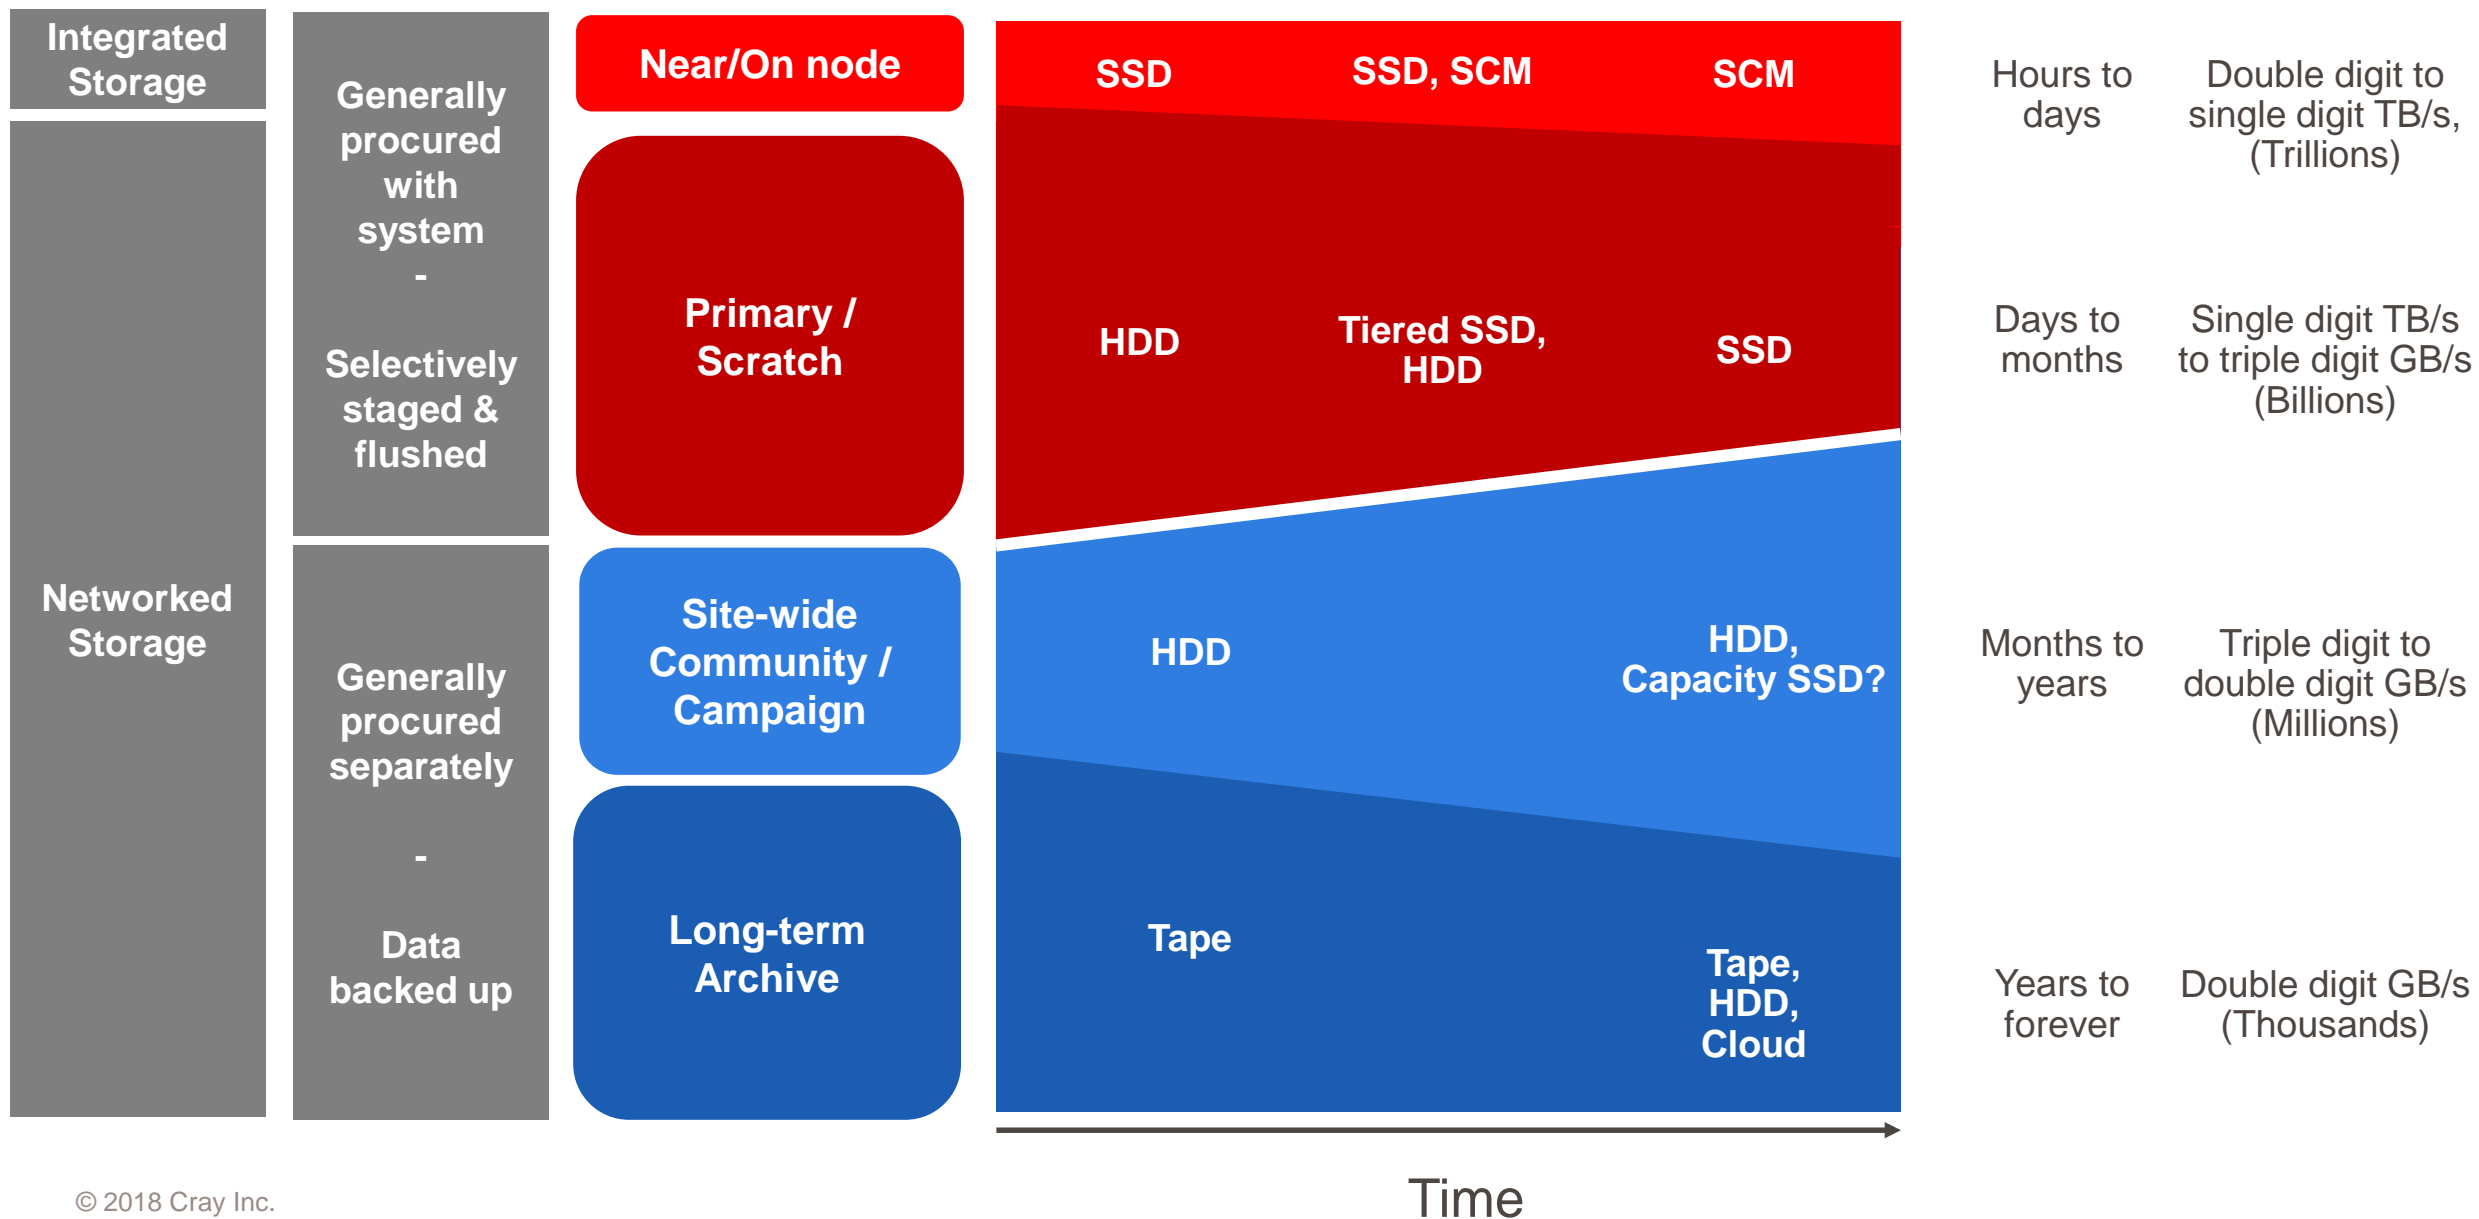 Integrated
Storage
Networked
Storage
Generally
procured
with
system
-
Selectively
staged &
flushed
Generally
procured
separately
-
Data
backed up
Near/On node
Primary /
Scratch
Site-wide
Community /
Campaign
Long-term
Archive
SSD
SSD, SCM
SCM
Hours to
days
Double digit to
single digit TB/s,
(Trillions)
HDD
Tiered SSD,
HDD
SSD
Days to
months
Single digit TB/s
to triple digit GB/s
(Billions)
HDD
HDD,
Capacity SSD?
Months to
years
Triple digit to
double digit GB/s
(Millions)
Tape
Tape,
HDD,
Cloud
Years to
forever
Double digit GB/s
(Thousands)
Time
© 2018 Cray Inc.